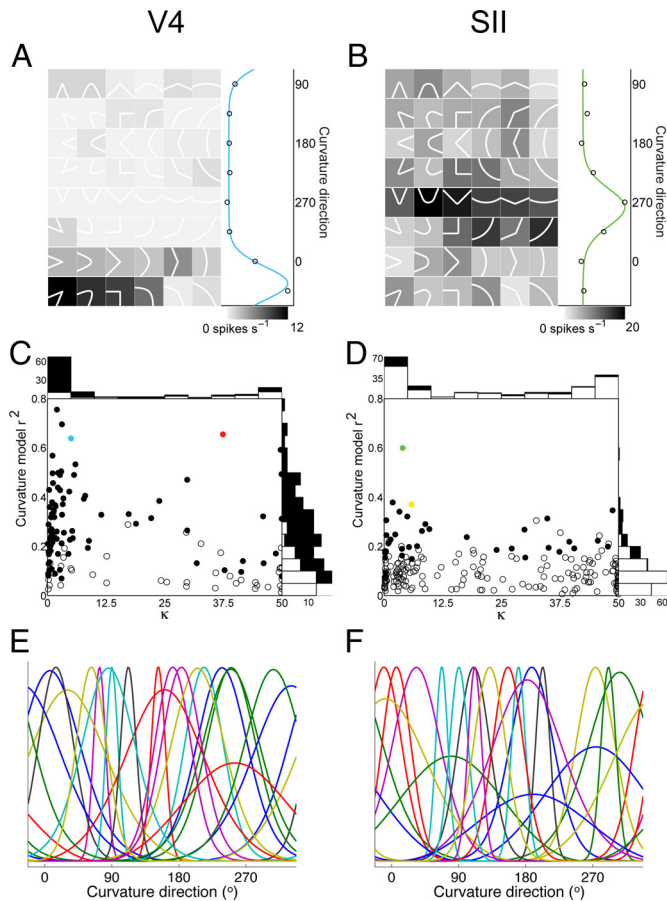 V4 SII
A B
90 90
180 180
270 270
0 0
Curvature direction Curvature direction
0 spikes s⁻¹ 12 0 spikes s⁻¹ 20
C D
60 70
30 35
0.8 0.8
0.6 0.6
0.4 0.4
0.2 0.2
0 0
Curvature model r² Curvature model r²
0 12.5 25 37.5 50 10 0 12.5 25 37.5 50 30 60
κ κ
E F
0 90 180 270 0 90 180 270
Curvature direction (°) Curvature direction (°)